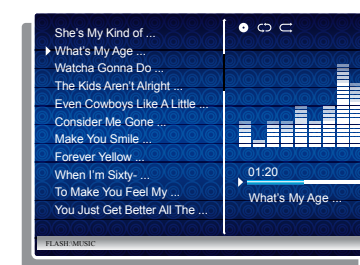 She's My Kind of ...
What's My Age ...
Watcha Gonna Do ...
The Kids Aren't Alright ...
Even Cowboys Like A Little ...
Consider Me Gone ...
Make You Smile ...
Forever Yellow ...
When I'm Sixty- ...
To Make You Feel My ...
You Just Get Better All The ...
01:20
What's My Age ...
FLASH:\MUSIC